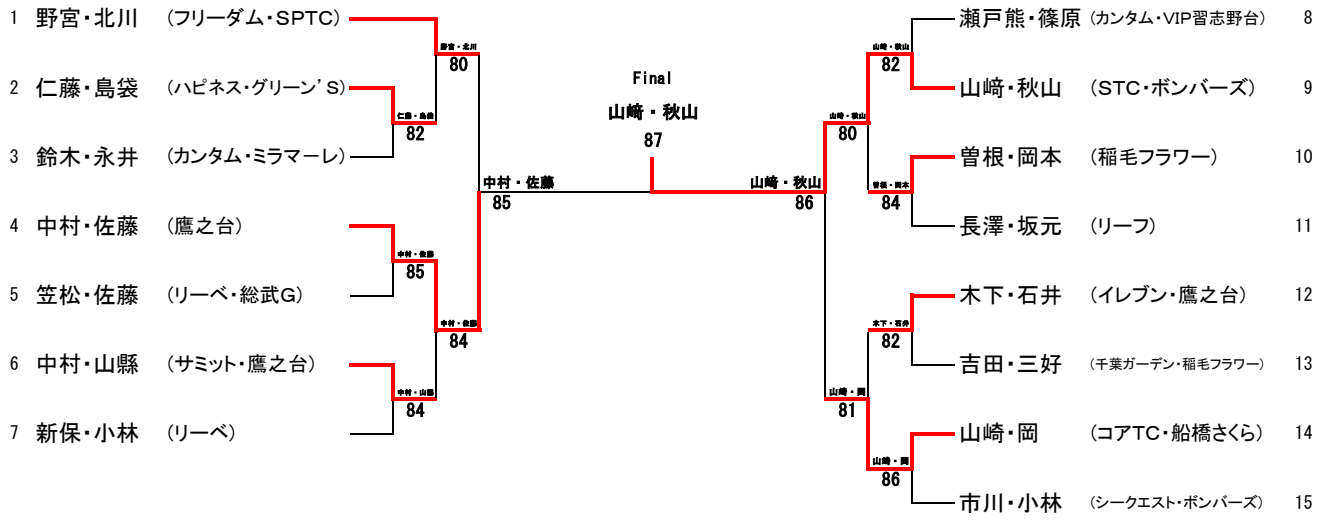 1 野宮・北川 (フリーダム・SPTC)
野宮・北川
80
2 仁藤・島袋 (ハピネス・グリーン'S)
仁藤・島袋
82
3 鈴木・永井 (カンタム・ミラマーレ)
中村・佐藤
85
4 中村・佐藤 (鷹之台)
中村・佐藤
85
5 笠松・佐藤 (リーベ・総武G)
中村・佐藤
84
6 中村・山縣 (サミット・鷹之台)
中村・山縣
84
7 新保・小林 (リーベ)
Final
山﨑・秋山
87
瀬戸熊・篠原 (カンタム・VIP習志野台) 8
山﨑・秋山
82
山﨑・秋山 (STC・ボンバーズ) 9
山﨑・秋山
80
曽根・岡本 (稲毛フラワー) 10
曽根・岡本
84
長澤・坂元 (リーフ) 11
山﨑・秋山
86
木下・石井 (イレブン・鷹之台) 12
木下・石井
82
吉田・三好 (千葉ガーデン・稲毛フラワー) 13
山崎・岡
81
山崎・岡 (コアTC・船橋さくら) 14
山崎・岡
86
市川・小林 (シークエスト・ボンバーズ) 15